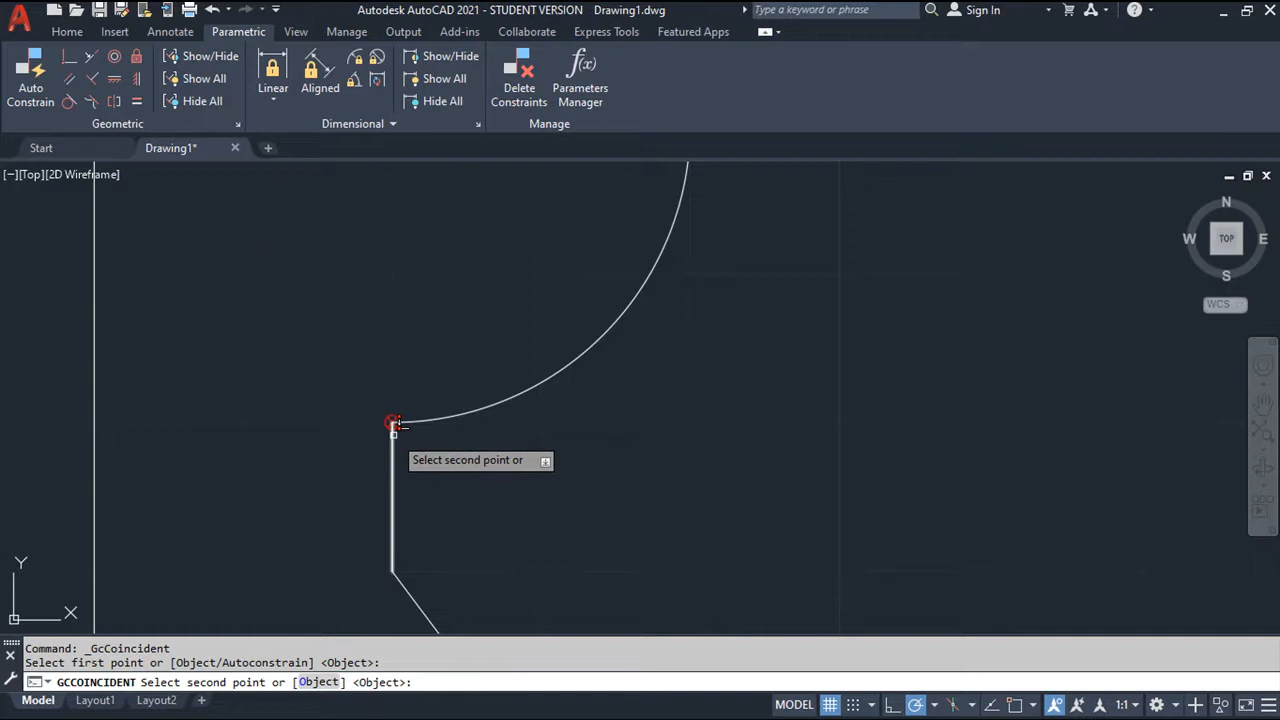 Autodesk AutoCAD 2021 - STUDENT VERSION Drawing1.dwg Type a keyword or phrase Sign In
Home Insert Annotate Parametric View Manage Output Add-ins Collaborate Express Tools Featured Apps
Auto
Constrain
Show/Hide
Show All
Hide All
Geometric
Linear
Aligned
Show/Hide
Show All
Hide All
Dimensional
Delete
Constraints
Parameters
Manager
f(x)
Manage
Start Drawing1*
[−][Top][2D Wireframe]
N
W TOP E
S
WCS
Select second point or
Y
X
Command: _GcCoincident
Select first point or [Object/Autoconstrain] <Object>:
GCCOINCIDENT Select second point or [Object] <Object>:
Model Layout1 Layout2 + MODEL 1:1